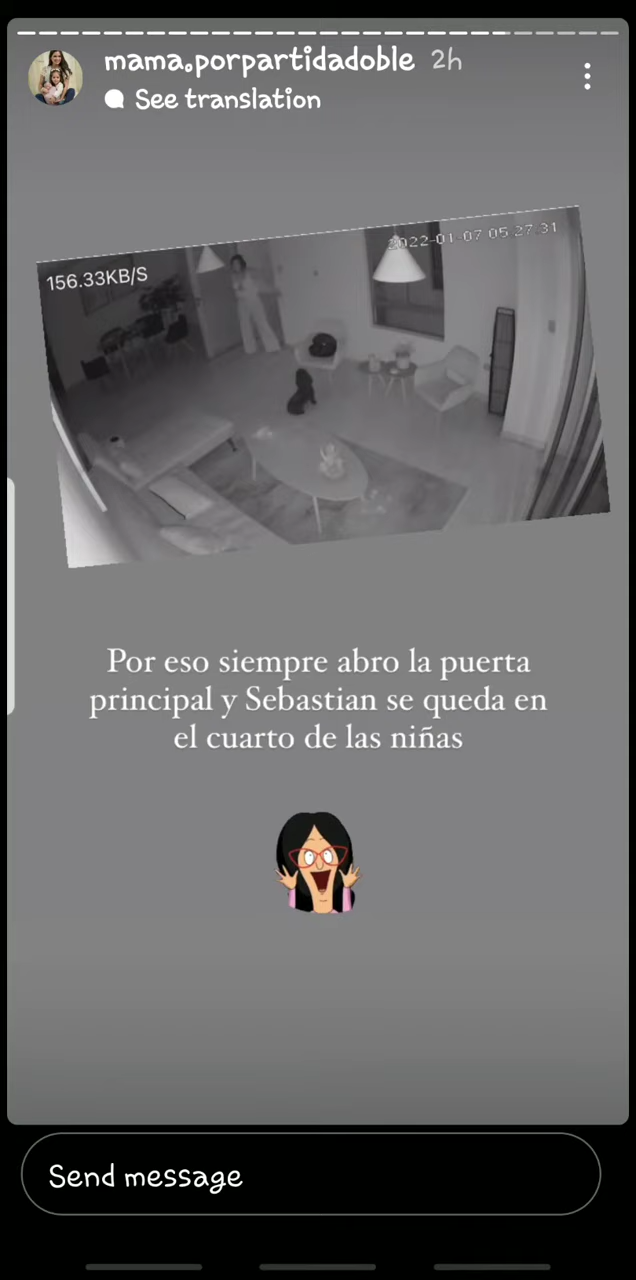 mama.porpartidadoble 2h
See translation
2022-01-07 05:27:31
156.33KB/S
Por eso siempre abro la puerta
principal y Sebastian se queda en
el cuarto de las niñas
Send message